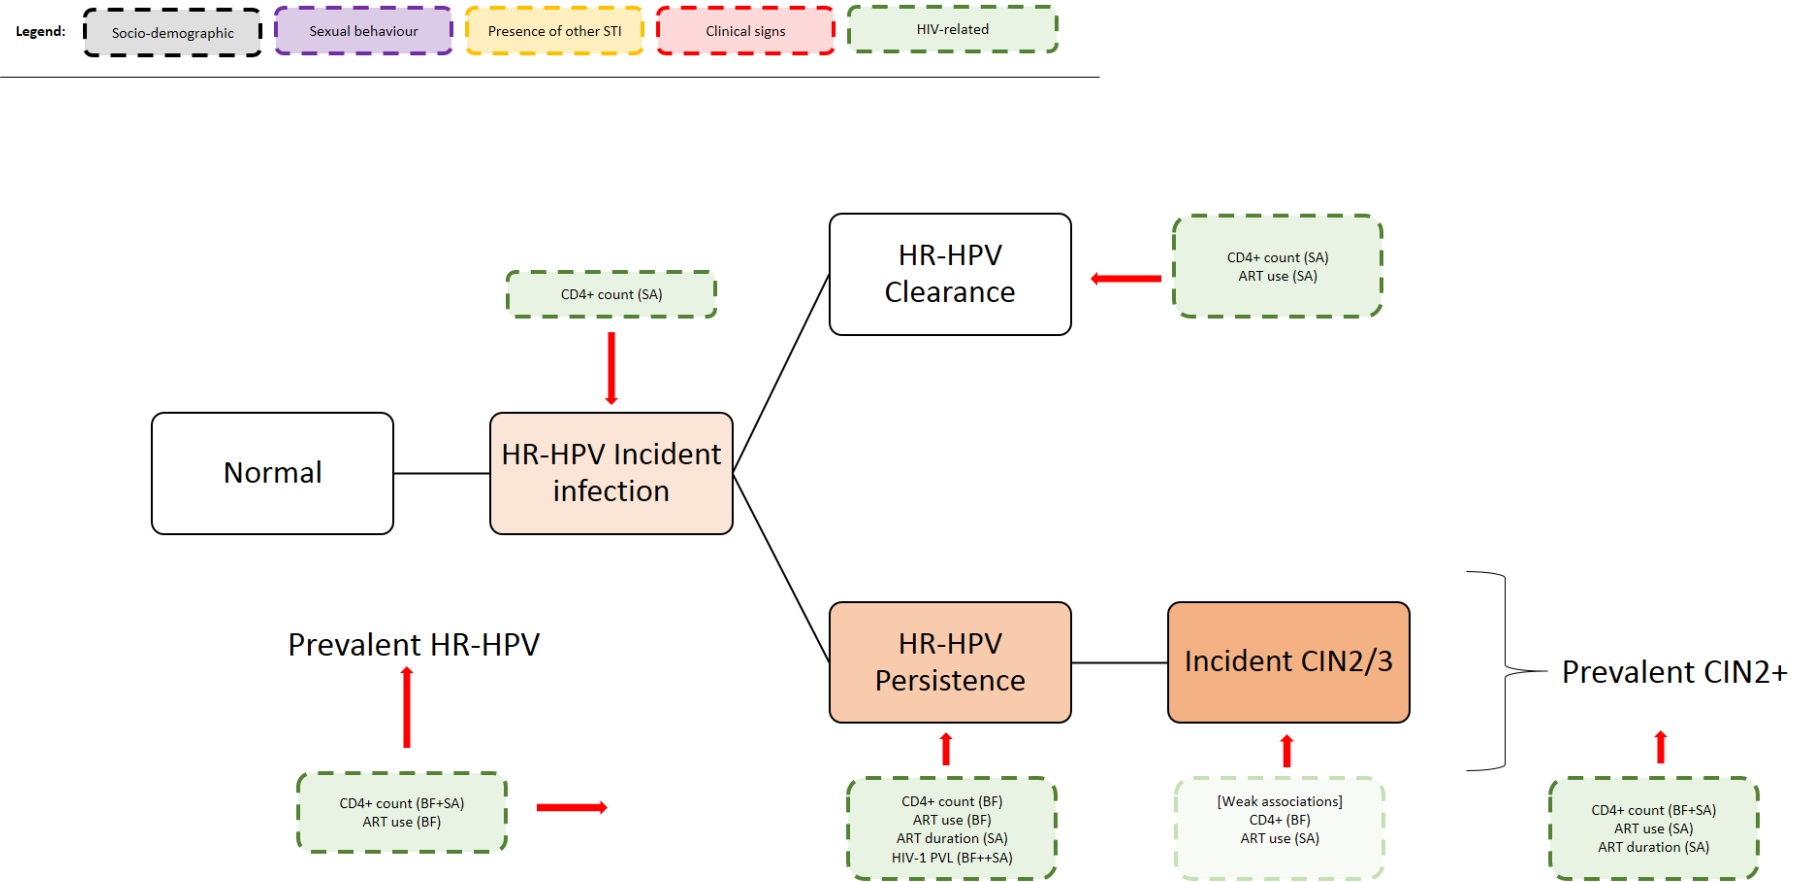 Legend:
Socio-demographic
Sexual behaviour
Presence of other STI
Clinical signs
HIV-related
HR-HPV
Clearance
CD4+ count (SA)
ART use (SA)
CD4+ count (SA)
Normal
HR-HPV Incident
infection
Prevalent HR-HPV
HR-HPV
Persistence
Incident CIN2/3
Prevalent CIN2+
CD4+ count (BF+SA)
ART use (BF)
CD4+ count (BF)
ART use (BF)
ART duration (SA)
HIV-1 PVL (BF++SA)
[Weak associations]
CD4+ (BF)
ART use (SA)
CD4+ count (BF+SA)
ART use (SA)
ART duration (SA)